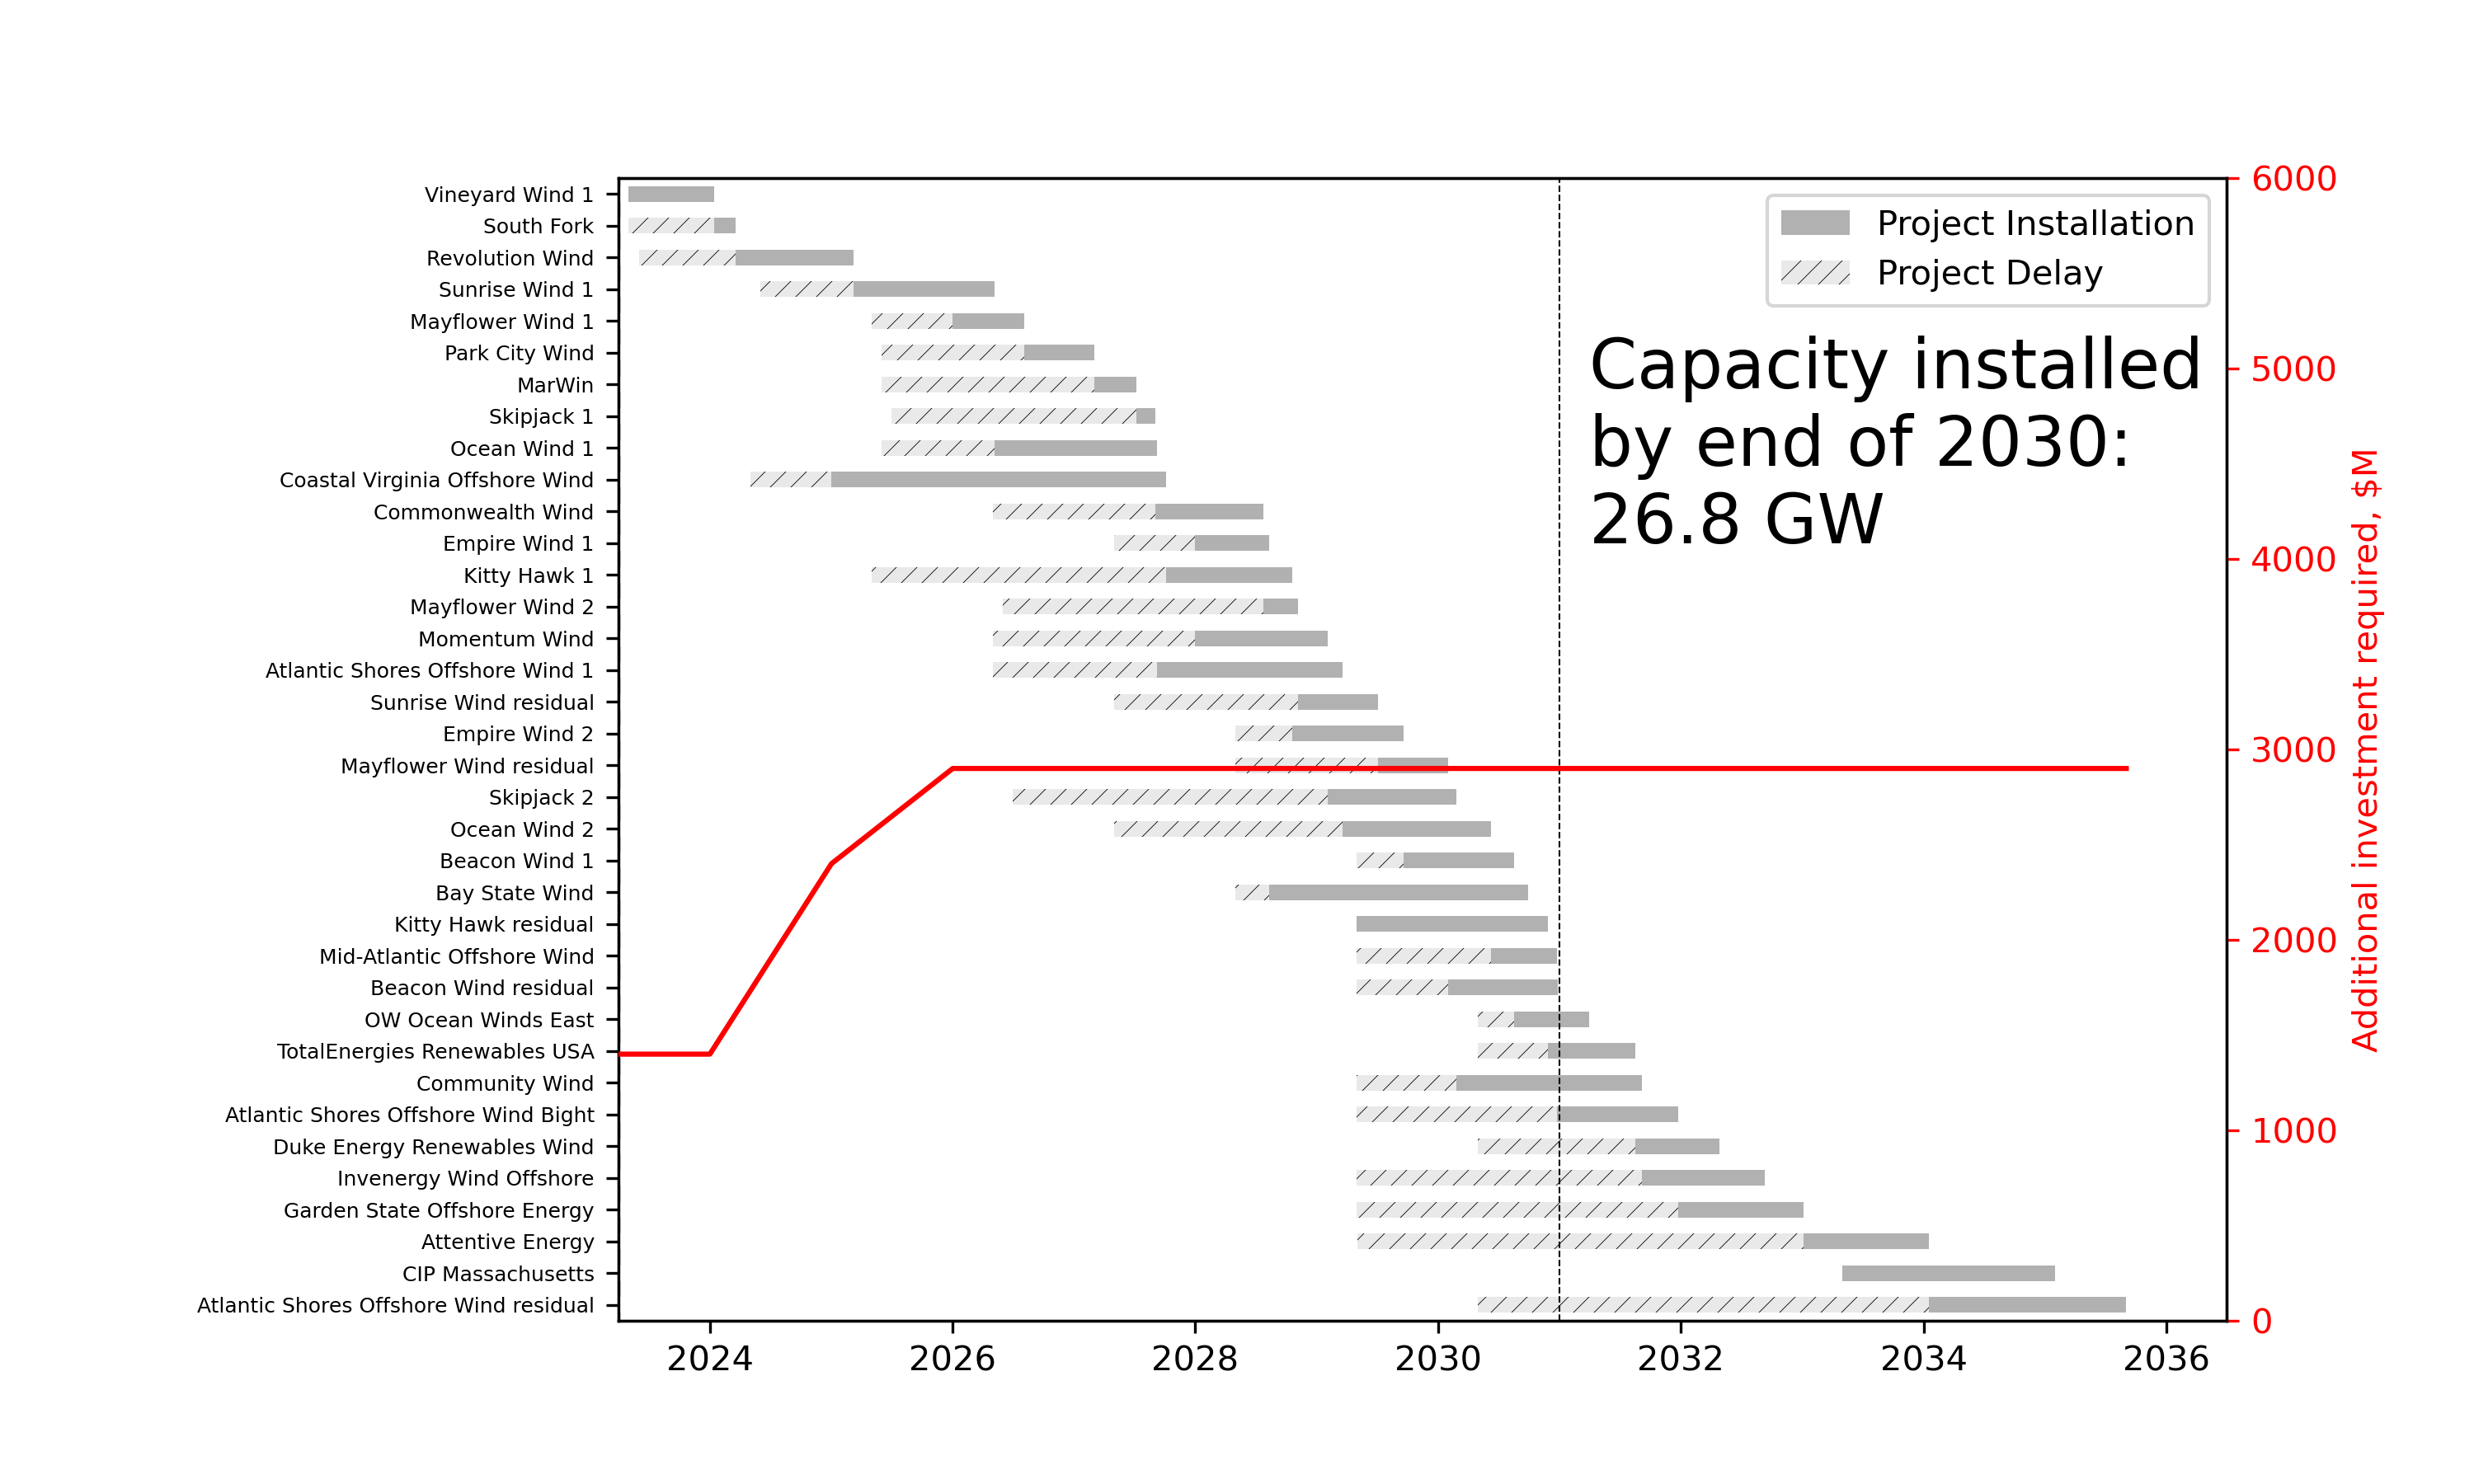 Vineyard Wind 1
South Fork
Revolution Wind
Sunrise Wind 1
Mayflower Wind 1
Park City Wind
MarWin
Skipjack 1
Ocean Wind 1
Coastal Virginia Offshore Wind
Commonwealth Wind
Empire Wind 1
Kitty Hawk 1
Mayflower Wind 2
Momentum Wind
Atlantic Shores Offshore Wind 1
Sunrise Wind residual
Empire Wind 2
Mayflower Wind residual
Skipjack 2
Ocean Wind 2
Beacon Wind 1
Bay State Wind
Kitty Hawk residual
Mid-Atlantic Offshore Wind
Beacon Wind residual
OW Ocean Winds East
TotalEnergies Renewables USA
Community Wind
Atlantic Shores Offshore Wind Bight
Duke Energy Renewables Wind
Invenergy Wind Offshore
Garden State Offshore Energy
Attentive Energy
CIP Massachusetts
Atlantic Shores Offshore Wind residual
Project Installation
Project Delay
Capacity installed
by end of 2030:
26.8 GW
6000
5000
4000
3000
2000
1000
0
Additional investment required, $M
2024
2026
2028
2030
2032
2034
2036